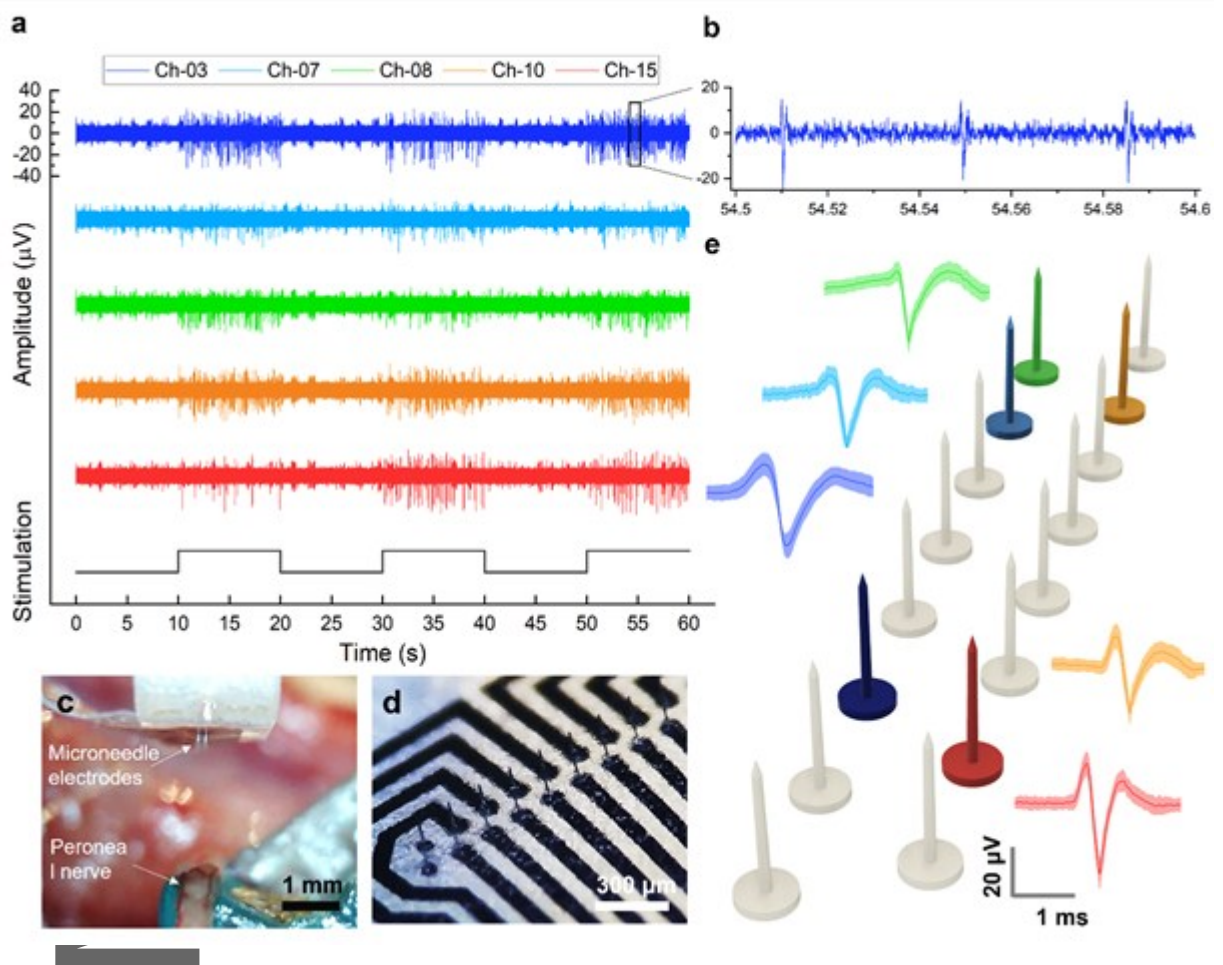 a
Ch-03 Ch-07 Ch-08 Ch-10 Ch-15
40
20
0
-20
-40
Amplitude (μV)
Stimulation
0 5 10 15 20 25 30 35 40 45 50 55 60
Time (s)
b
20
0
-20
54.5 54.52 54.54 54.56 54.58 54.6
c
Microneedle
electrodes
Peronea
l nerve
1 mm
d
300 μm
e
20 μV
1 ms